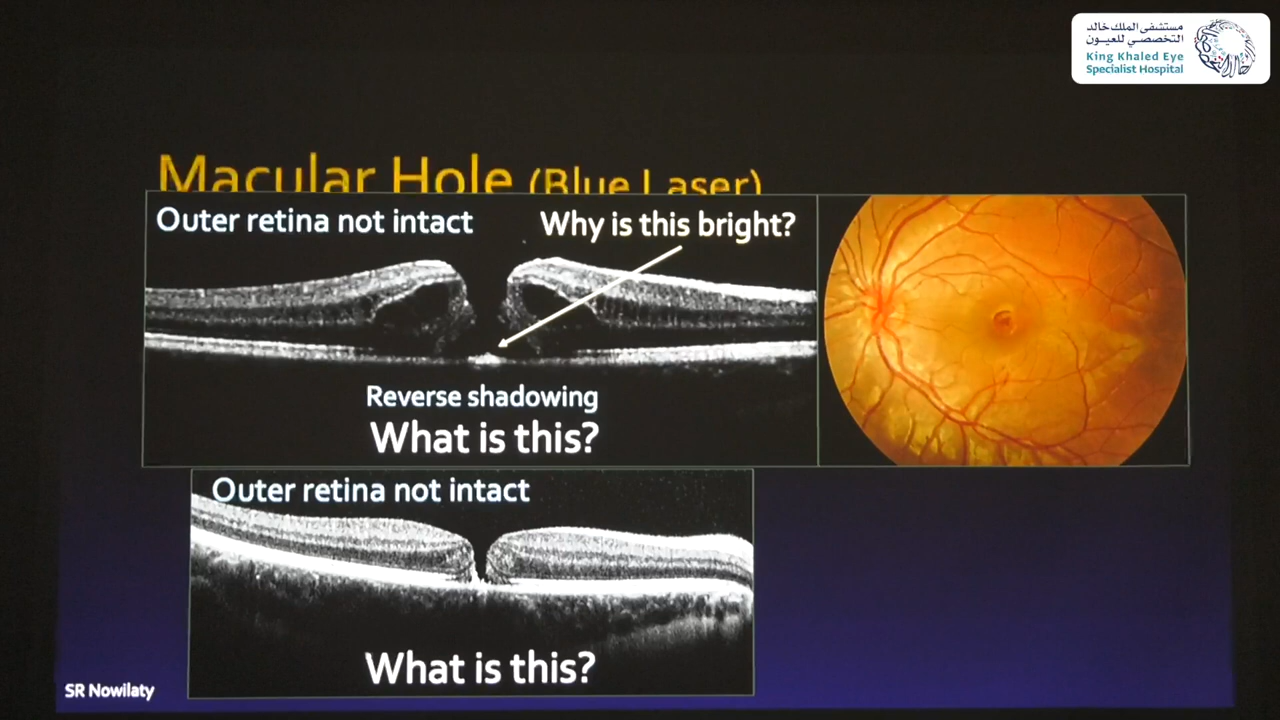 مستشفى الملك خالد
التخصصي للعيون
King Khaled Eye
Specialist Hospital
Macular Hole (Blue Laser)
Outer retina not intact
Why is this bright?
Reverse shadowing
What is this?
Outer retina not intact
What is this?
SR Nowilaty